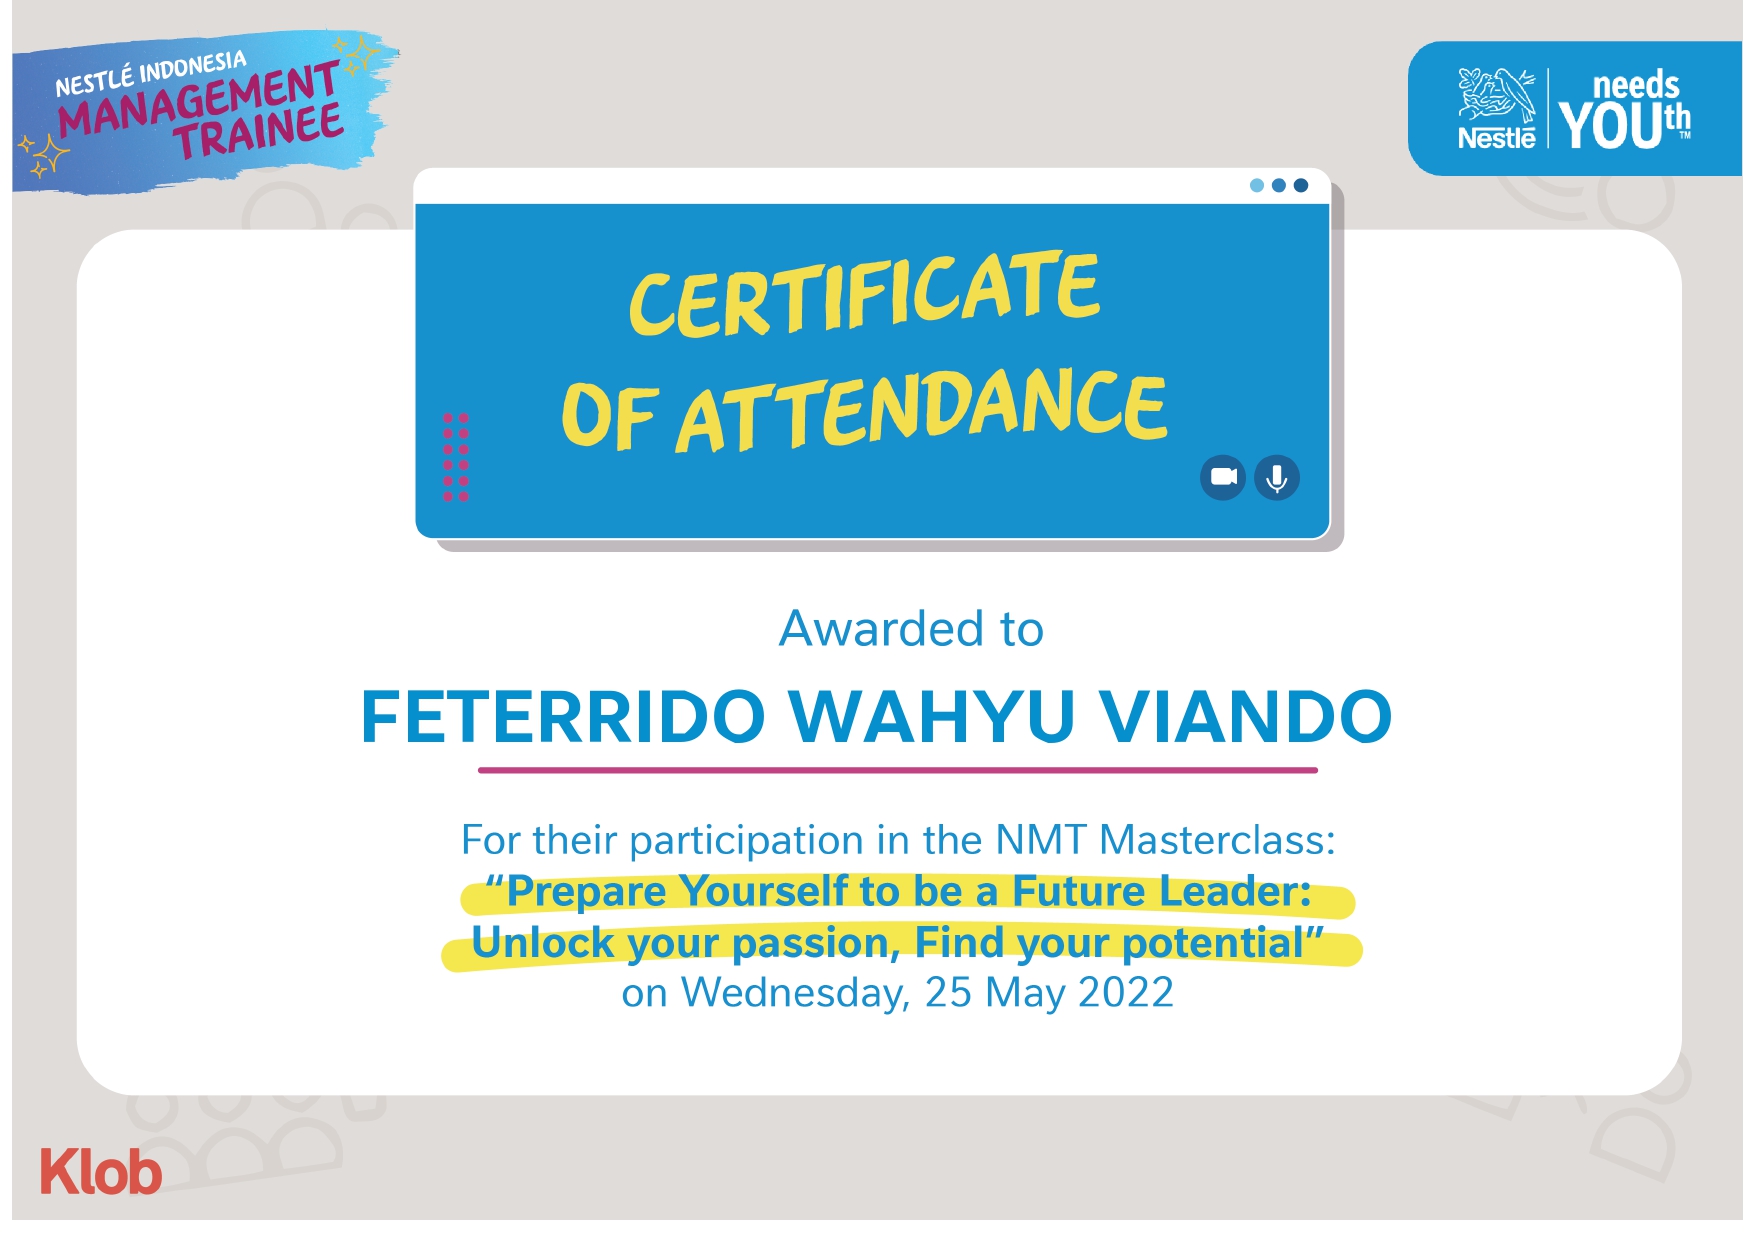 NESTLÉ INDONESIA
MANAGEMENT
TRAINEE
Nestlé
needs
YOUth™
CERTIFICATE
OF ATTENDANCE
Awarded to
FETERRIDO WAHYU VIANDO
For their participation in the NMT Masterclass:
“Prepare Yourself to be a Future Leader:
Unlock your passion, Find your potential”
on Wednesday, 25 May 2022
Klob